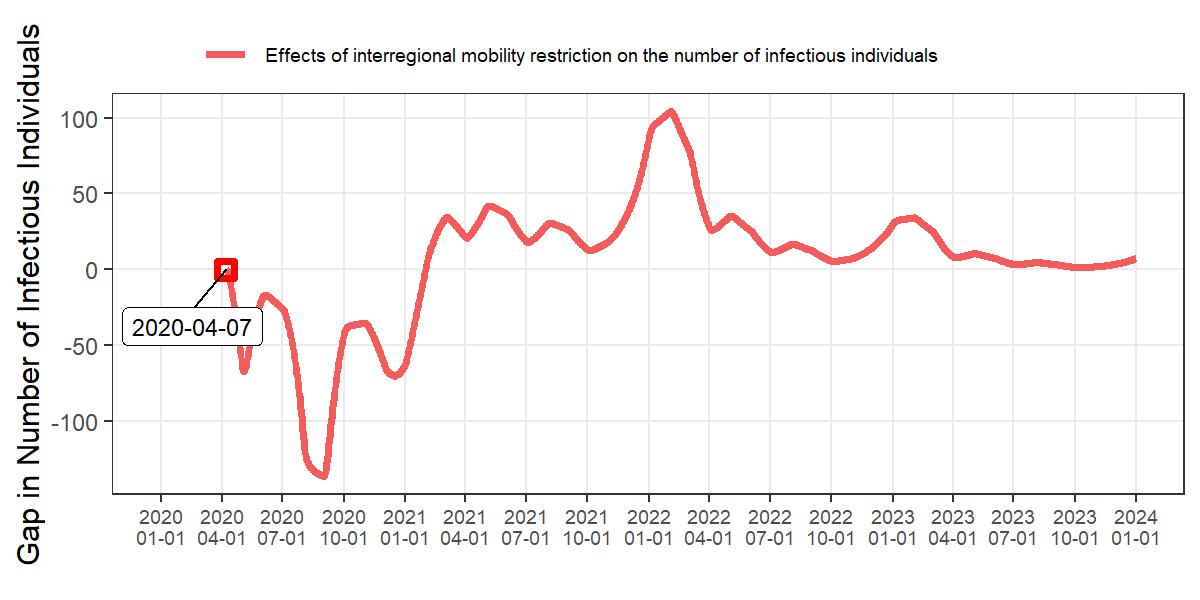 Effects of interregional mobility restriction on the number of infectious individuals
Gap in Number of Infectious Individuals
100
50
0
-50
-100
2020-04-07
2020 2020 2020 2020 2021 2021 2021 2021 2022 2022 2022 2022 2023 2023 2023 2023 2024
01-01 04-01 07-01 10-01 01-01 04-01 07-01 10-01 01-01 04-01 07-01 10-01 01-01 04-01 07-01 10-01 01-01